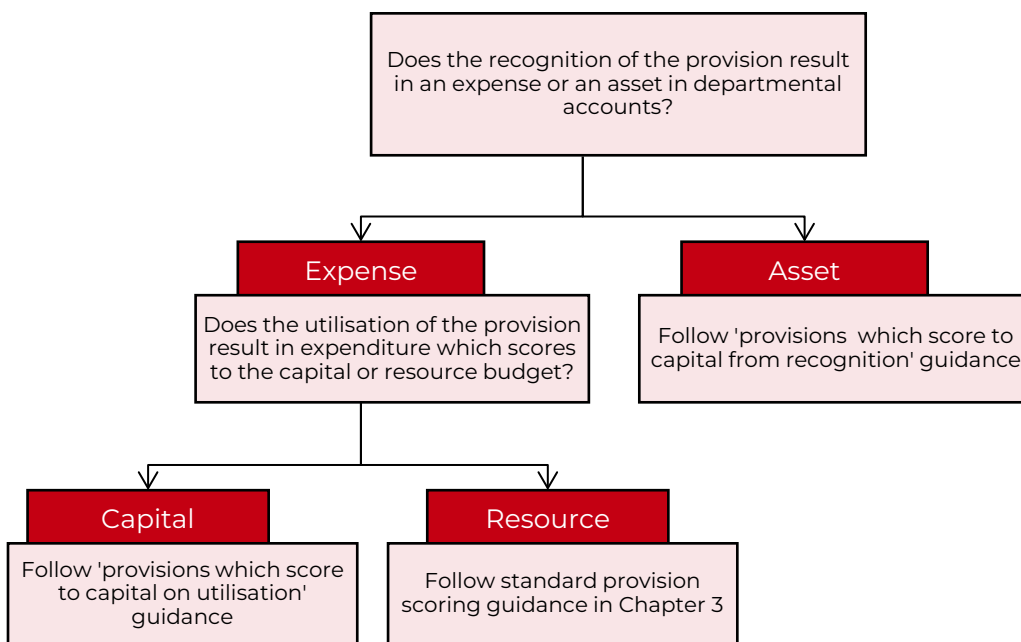 Does the recognition of the provision result
in an expense or an asset in departmental
accounts?
Expense
Asset
Does the utilisation of the provision
result in expenditure which scores
to the capital or resource budget?
Follow 'provisions  which score to
capital from recognition' guidance
Capital
Resource
Follow 'provisions which score
to capital on utilisation'
guidance
Follow standard provision
scoring guidance in Chapter 3